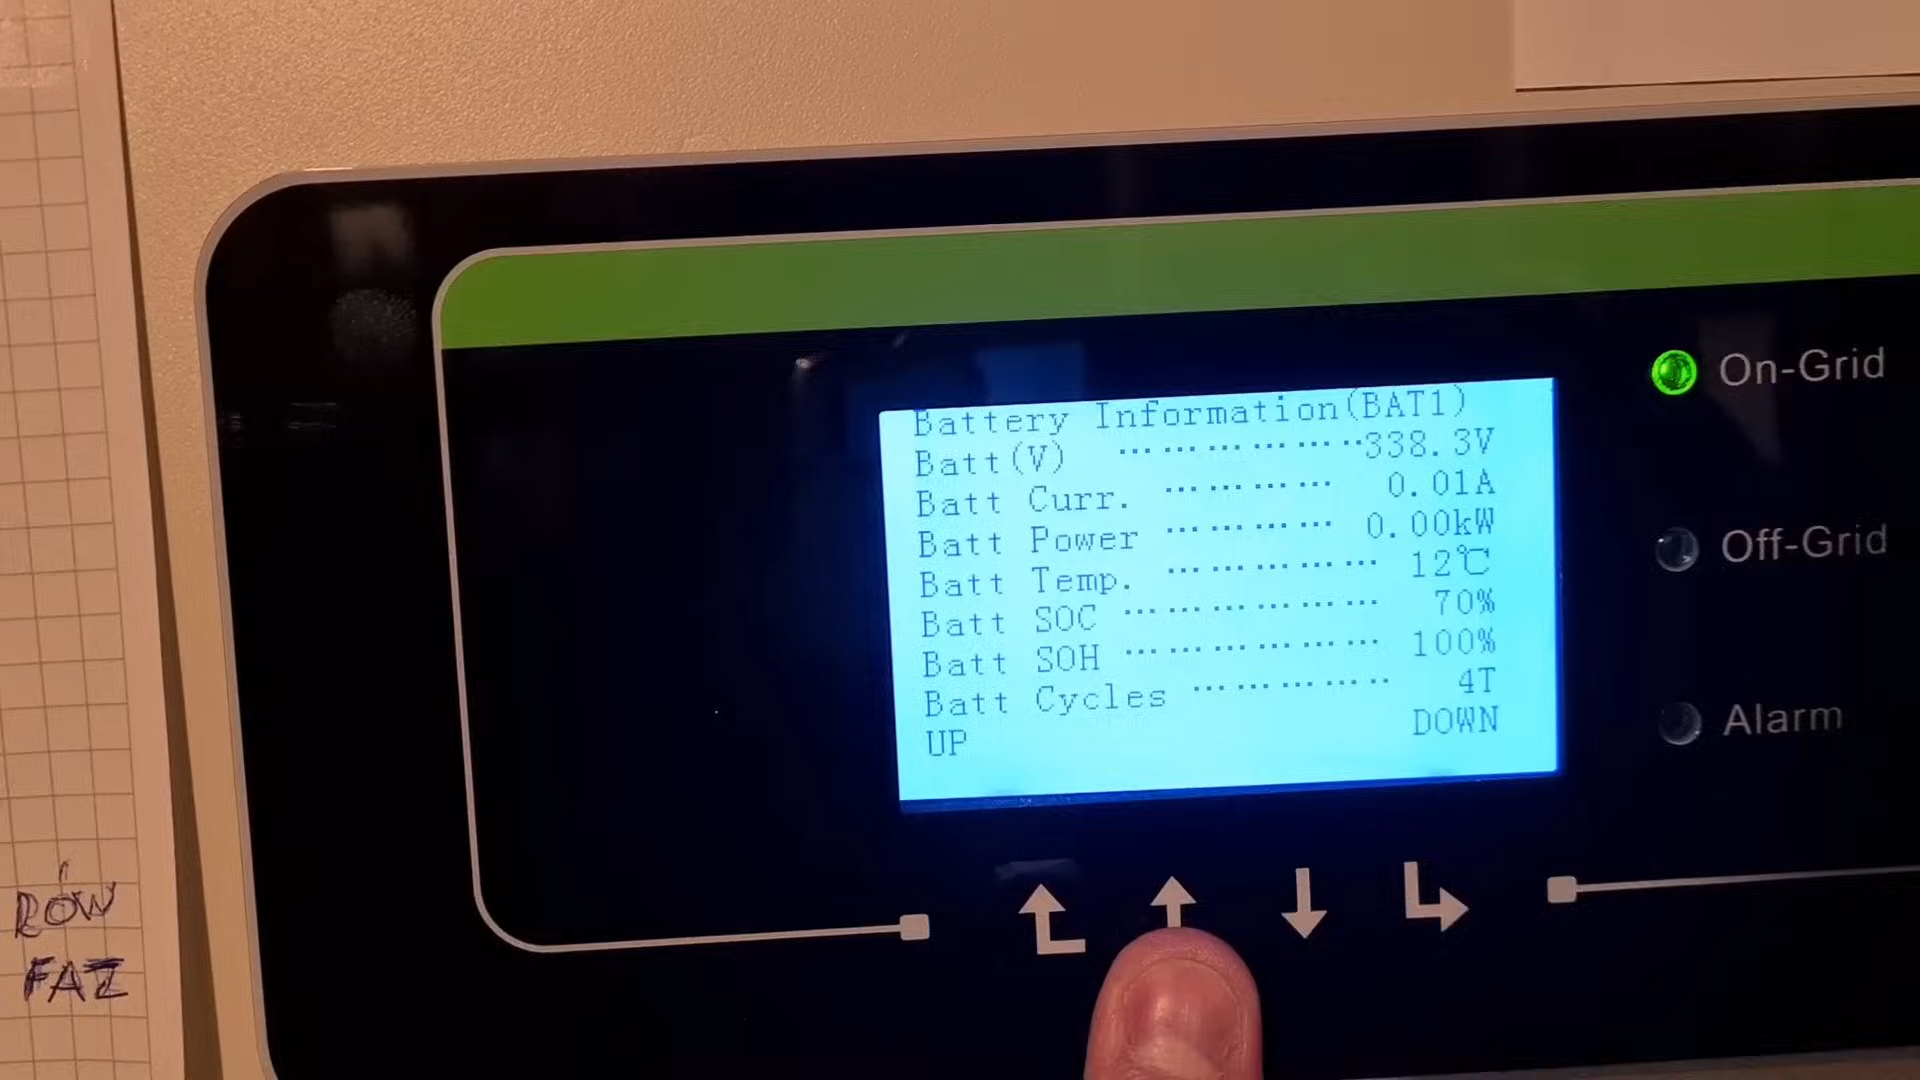 Battery Information(BAT1)
Batt(V) 338.3V
Batt Curr. 0.01A
Batt Power 0.00kW
Batt Temp. 12℃
Batt SOC 70%
Batt SOH 100%
Batt Cycles 4T
UP DOWN
On-Grid
Off-Grid
Alarm
RÓW
FAZ